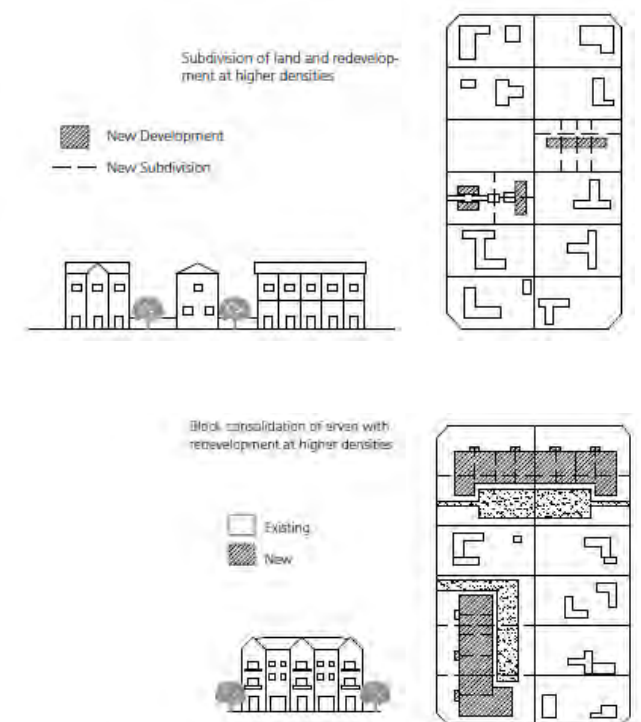 Subdivision of land and redevelop-
ment at higher densities
New Development
New Subdivision
Block consolidation of erven with
redevelopment at higher densities
Existing
New